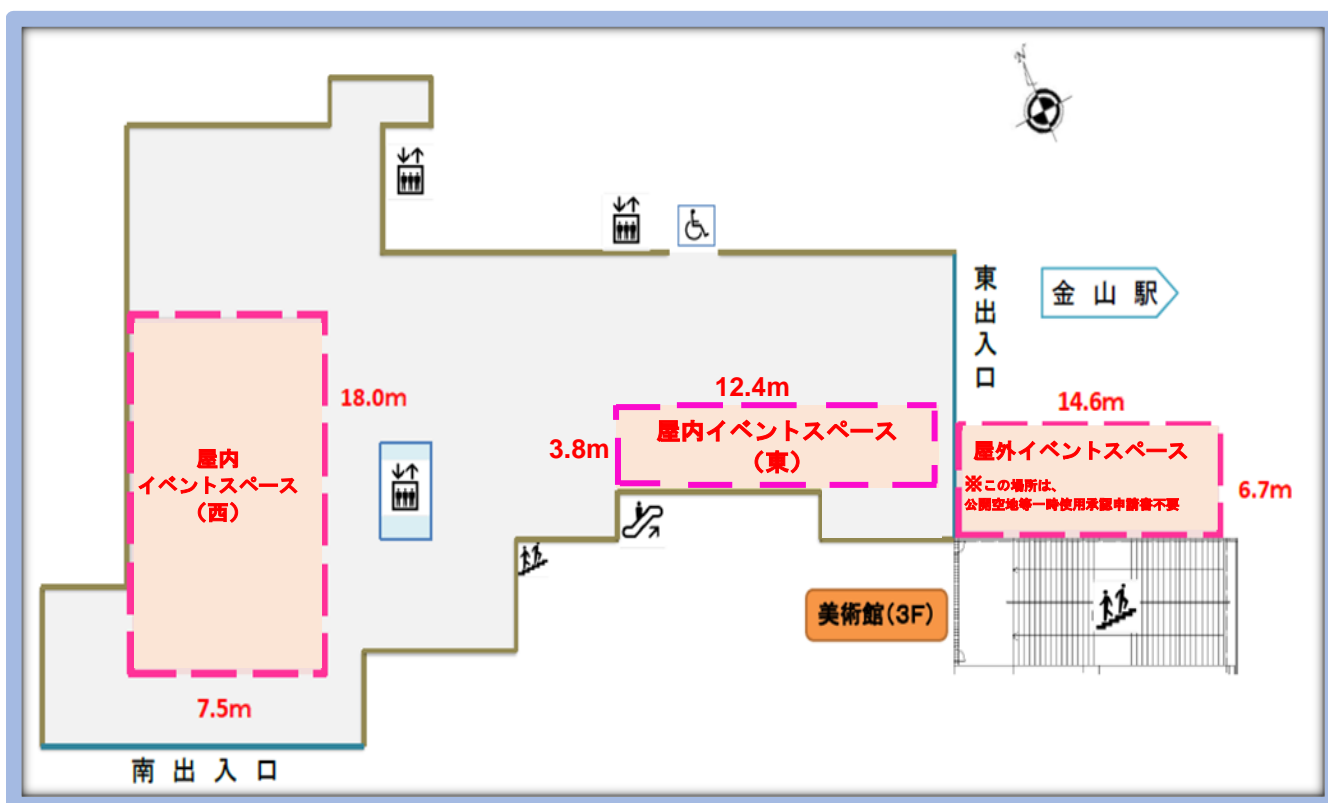 N
東出入口
金山駅
18.0m
12.4m
14.6m
屋内
イベントスペース
（西）
3.8m
屋内イベントスペース
（東）
屋外イベントスペース
※この場所は、
公開空地等一時使用承認申請書不要
6.7m
美術館(3F)
7.5m
南出入口